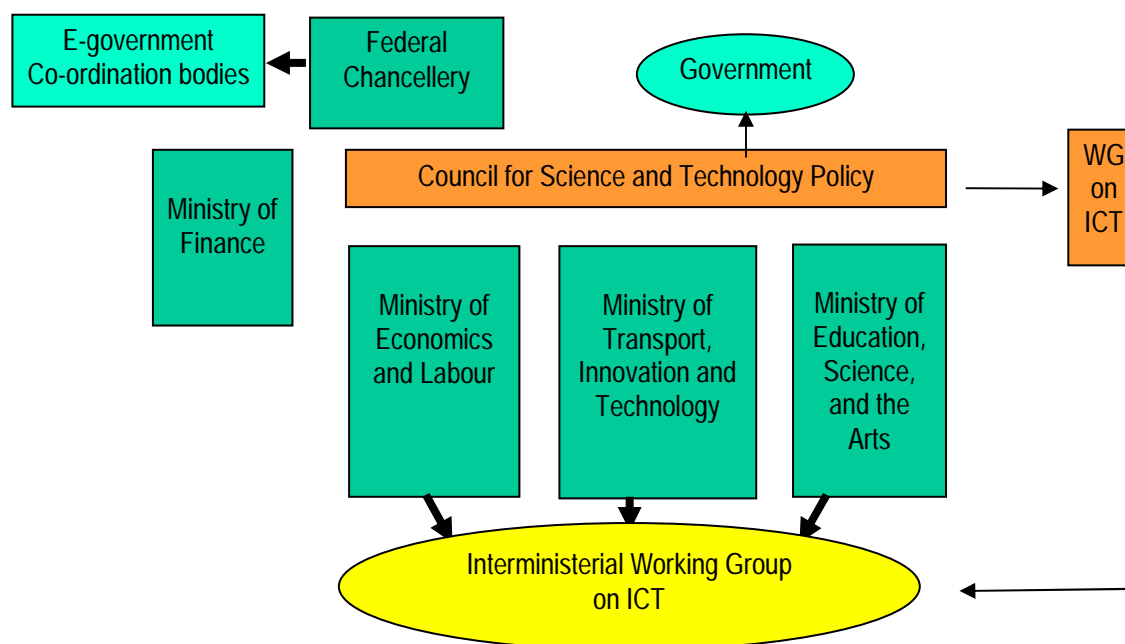 E-government
Co-ordination bodies
Federal
Chancellery
Government
Council for Science and Technology Policy
WG
on
ICT
Ministry of
Finance
Ministry of
Economics
and Labour
Ministry of
Transport,
Innovation and
Technology
Ministry of
Education,
Science,
and the
Arts
Interministerial Working Group
on ICT